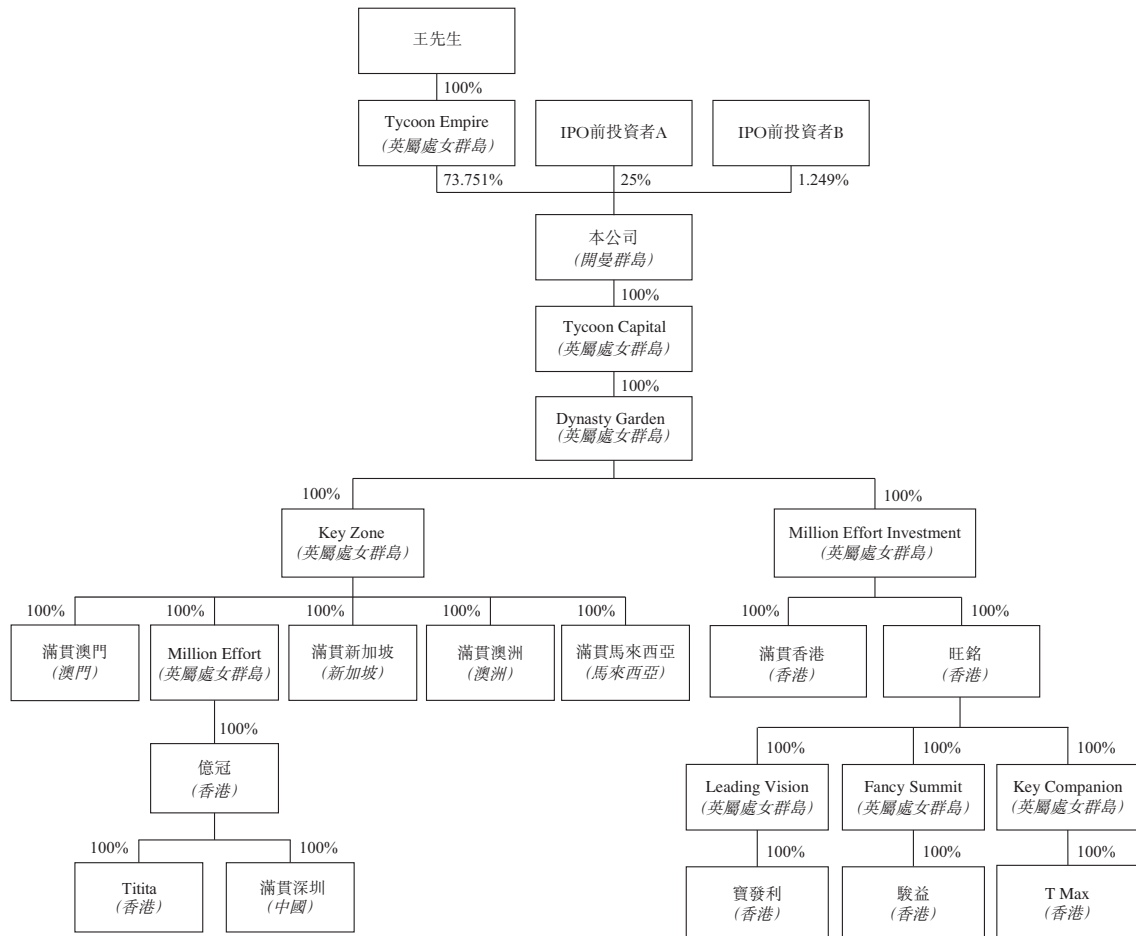 王先生
100%
Tycoon Empire
(英屬處女群島)
IPO前投資者A
IPO前投資者B
73.751%
25%
1.249%
本公司
(開曼群島)
100%
Tycoon Capital
(英屬處女群島)
100%
Dynasty Garden
(英屬處女群島)
100%
100%
Key Zone
(英屬處女群島)
Million Effort Investment
(英屬處女群島)
100%
100%
100%
100%
100%
100%
100%
滿貫澳門
(澳門)
Million Effort
(英屬處女群島)
滿貫新加坡
(新加坡)
滿貫澳洲
(澳洲)
滿貫馬來西亞
(馬來西亞)
滿貫香港
(香港)
旺銘
(香港)
100%
100%
100%
100%
億冠
(香港)
Leading Vision
(英屬處女群島)
Fancy Summit
(英屬處女群島)
Key Companion
(英屬處女群島)
100%
100%
100%
100%
100%
Titita
(香港)
滿貫深圳
(中國)
寶發利
(香港)
駿益
(香港)
T Max
(香港)